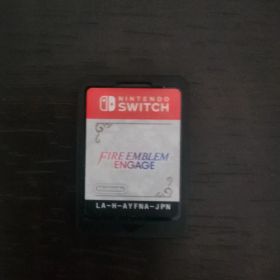 NINTENDO
SWITCH
FIRE EMBLEM
ENGAGE
Nintendo
LA-H-AYFNA-JPN